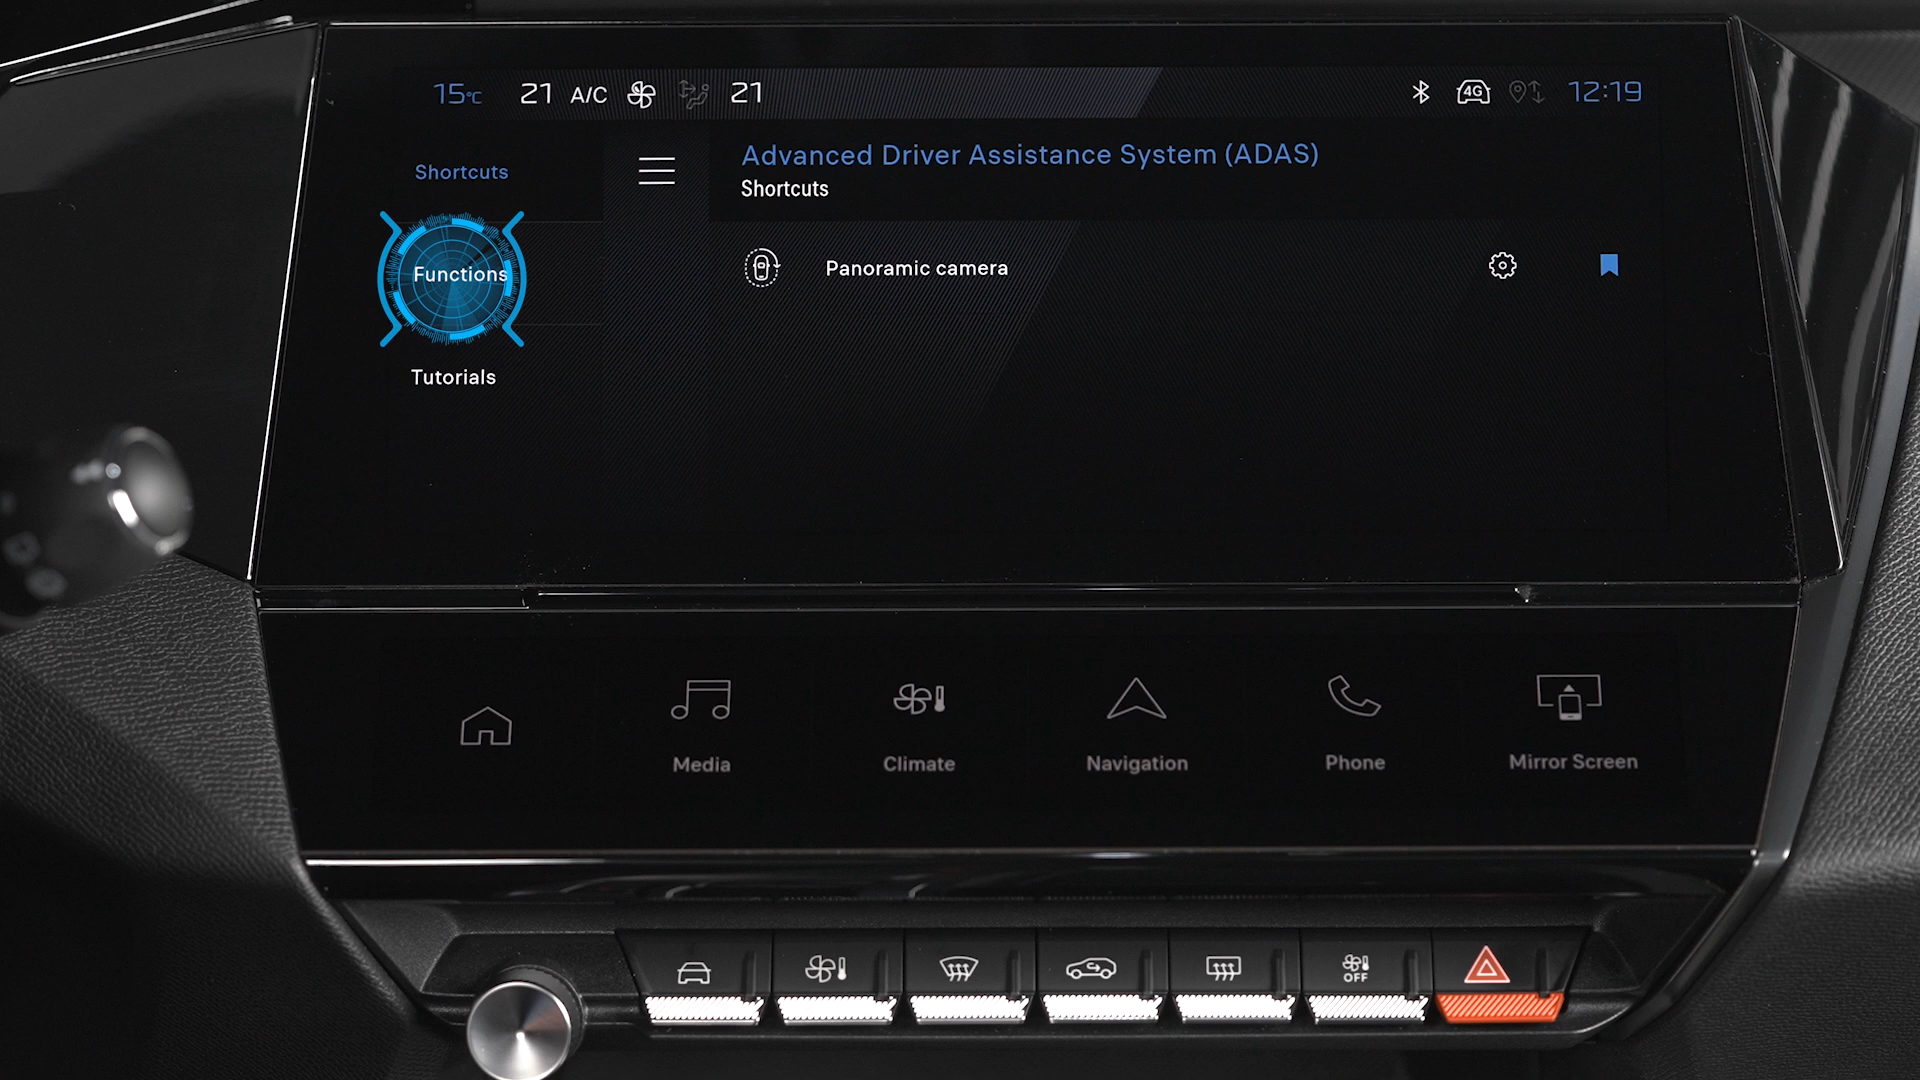 15°C 21 A/C 21 4G 12:19
Advanced Driver Assistance System (ADAS)
Shortcuts
Shortcuts
Functions
Tutorials
Panoramic camera
Media
Climate
Navigation
Phone
Mirror Screen
OFF